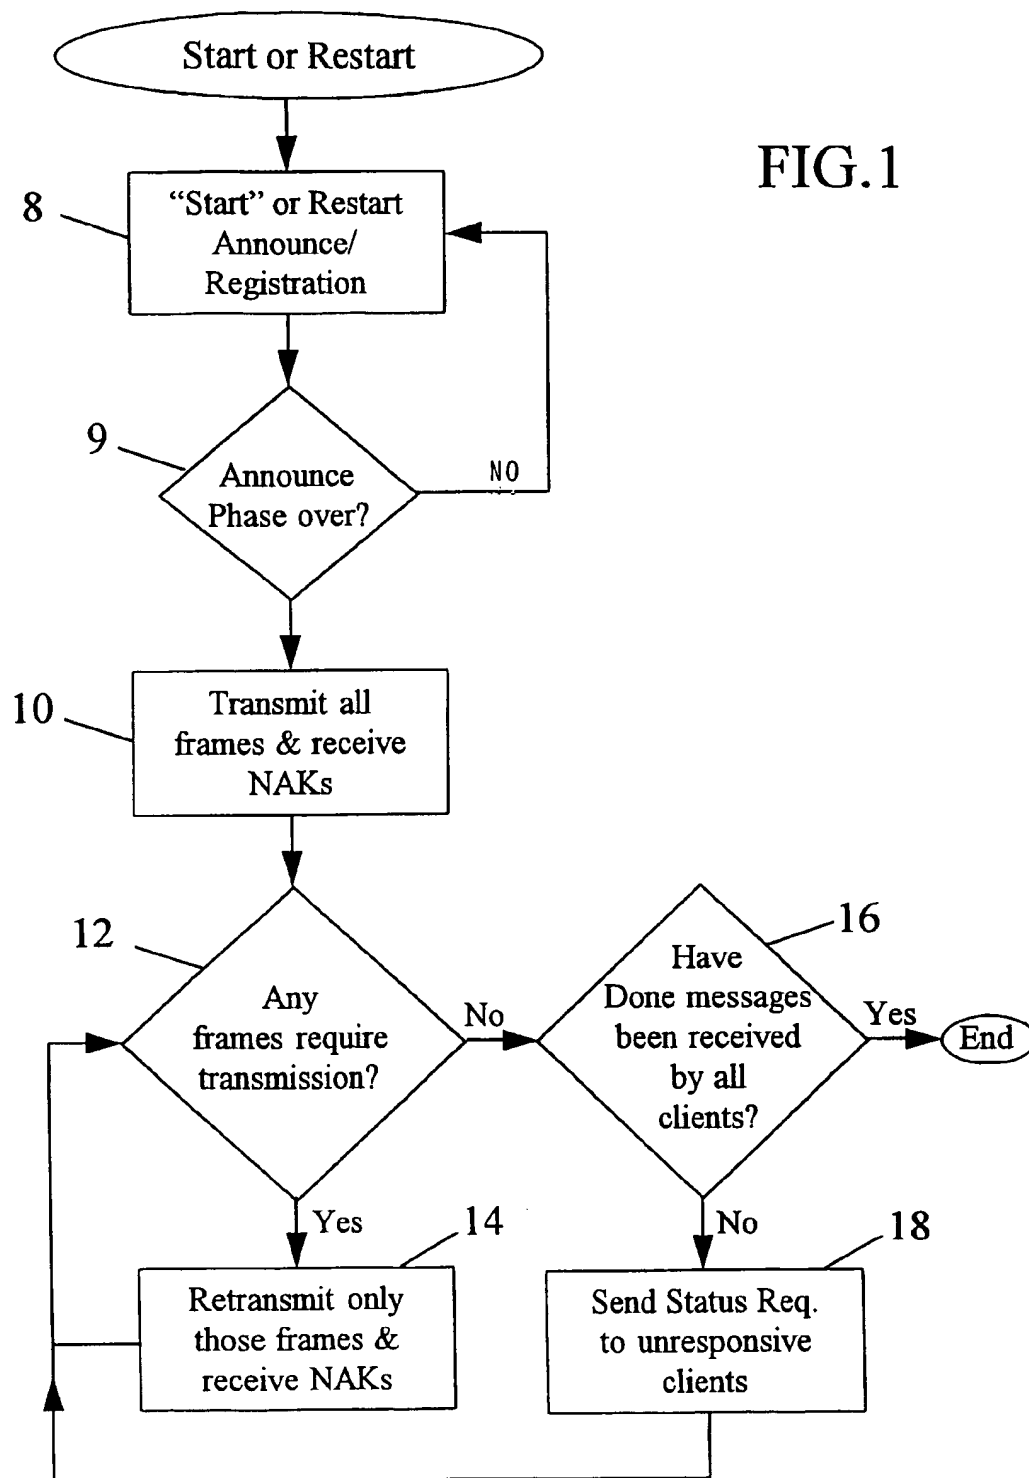 Start or Restart
FIG.1
8
“Start” or Restart
Announce/
Registration
9
Announce
Phase over?
NO
10
Transmit all
frames & receive
NAKs
12
Any
frames require
transmission?
No
16
Have
Done messages
been received
by all
clients?
Yes
End
Yes
14
Retransmit only
those frames &
receive NAKs
No
18
Send Status Req.
to unresponsive
clients